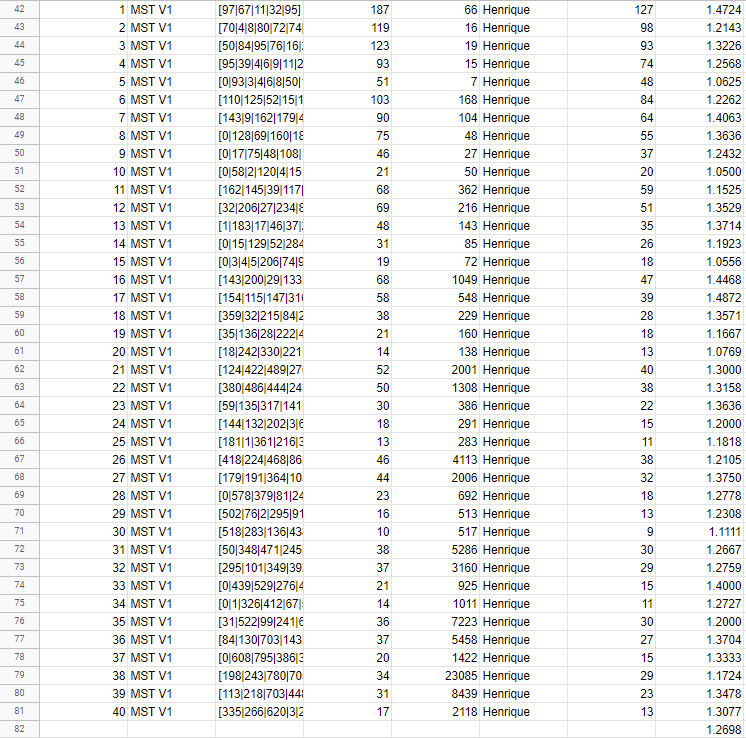 42 1 MST V1 [97|67|11|32|95] 187 66 Henrique 127 1.4724
43 2 MST V1 [70|4|8|80|72|74| 119 16 Henrique 98 1.2143
44 3 MST V1 [50|84|95|76|16| 123 19 Henrique 93 1.3226
45 4 MST V1 [95|39|4|6|9|11|2 93 15 Henrique 74 1.2568
46 5 MST V1 [0|93|3|4|6|8|50| 51 7 Henrique 48 1.0625
47 6 MST V1 [110|125|52|15|1 103 168 Henrique 84 1.2262
48 7 MST V1 [143|9|162|179|4 90 104 Henrique 64 1.4063
49 8 MST V1 [0|128|69|160|18 75 48 Henrique 55 1.3636
50 9 MST V1 [0|17|75|48|108| 46 27 Henrique 37 1.2432
51 10 MST V1 [0|58|2|120|4|15 21 50 Henrique 20 1.0500
52 11 MST V1 [162|145|39|117| 68 362 Henrique 59 1.1525
53 12 MST V1 [32|206|27|234|8 69 216 Henrique 51 1.3529
54 13 MST V1 [1|183|17|46|37| 48 143 Henrique 35 1.3714
55 14 MST V1 [0|15|129|52|284 31 85 Henrique 26 1.1923
56 15 MST V1 [0|3|4|5|206|74|9 19 72 Henrique 18 1.0556
57 16 MST V1 [143|200|29|133 68 1049 Henrique 47 1.4468
58 17 MST V1 [154|115|147|31 58 548 Henrique 39 1.4872
59 18 MST V1 [359|32|215|84|2 38 229 Henrique 28 1.3571
60 19 MST V1 [35|136|28|222|4 21 160 Henrique 18 1.1667
61 20 MST V1 [18|242|330|221 14 138 Henrique 13 1.0769
62 21 MST V1 [124|422|489|27 52 2001 Henrique 40 1.3000
63 22 MST V1 [380|486|444|24 50 1308 Henrique 38 1.3158
64 23 MST V1 [59|135|317|141 30 386 Henrique 22 1.3636
65 24 MST V1 [144|132|202|3|6 18 291 Henrique 15 1.2000
66 25 MST V1 [181|1|361|216|3 13 283 Henrique 11 1.1818
67 26 MST V1 [418|224|468|86 46 4113 Henrique 38 1.2105
68 27 MST V1 [179|191|364|10 44 2006 Henrique 32 1.3750
69 28 MST V1 [0|578|379|81|24 23 692 Henrique 18 1.2778
70 29 MST V1 [502|76|2|295|91 16 513 Henrique 13 1.2308
71 30 MST V1 [518|283|136|43 10 517 Henrique 9 1.1111
72 31 MST V1 [50|348|471|245 38 5286 Henrique 30 1.2667
73 32 MST V1 [295|101|349|39 37 3160 Henrique 29 1.2759
74 33 MST V1 [0|439|529|276|4 21 925 Henrique 15 1.4000
75 34 MST V1 [0|1|326|412|67| 14 1011 Henrique 11 1.2727
76 35 MST V1 [31|522|99|241|6 36 7223 Henrique 30 1.2000
77 36 MST V1 [84|130|703|143 37 5458 Henrique 27 1.3704
78 37 MST V1 [0|608|795|386|3 20 1422 Henrique 15 1.3333
79 38 MST V1 [198|243|780|70 34 23085 Henrique 29 1.1724
80 39 MST V1 [113|218|703|44 31 8439 Henrique 23 1.3478
81 40 MST V1 [335|266|620|3|2 17 2118 Henrique 13 1.3077
82 1.2698